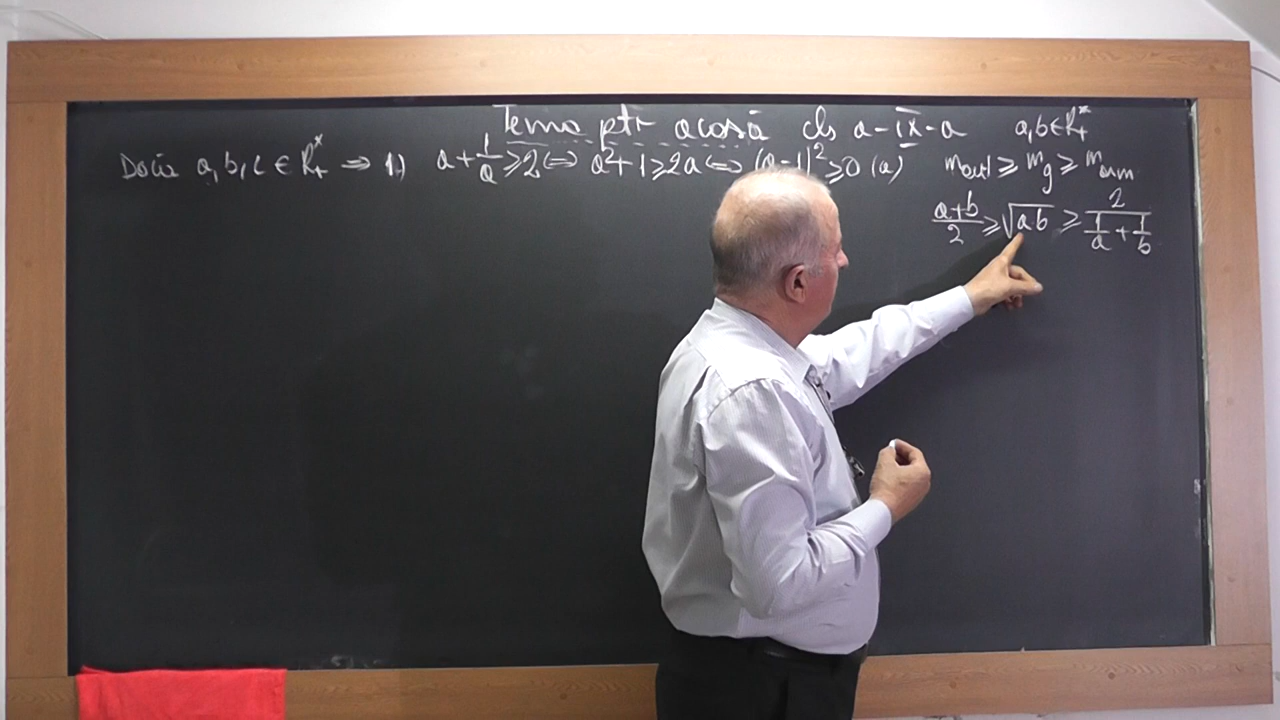 Tema ptr acasă cls a-IX-a
Dacă a, b, c ∈ R₊* ⇒ 1.) a + 1/a ≥ 2 ⇔ a² + 1 ≥ 2a ⇔ (a-1)² ≥ 0 (a)
a, b ∈ R₊*
m_g ≥ m_arm
(a+b)/2 ≥ √(ab) ≥ 2/(1/a + 1/b)